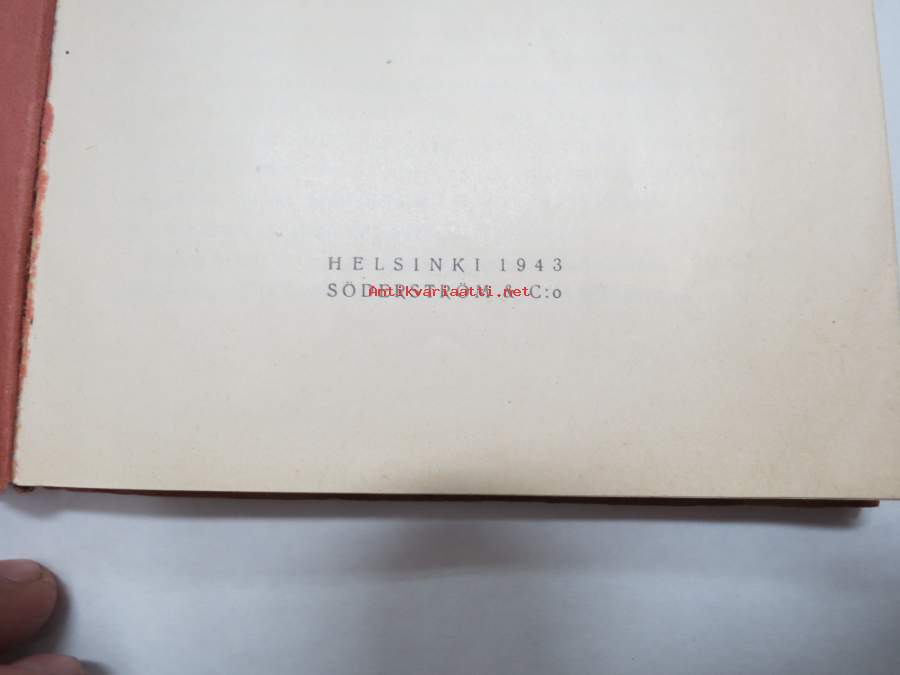 HELSINKI 1943
SÖDERSTRÖM & C:o
Antikvariaatti.net